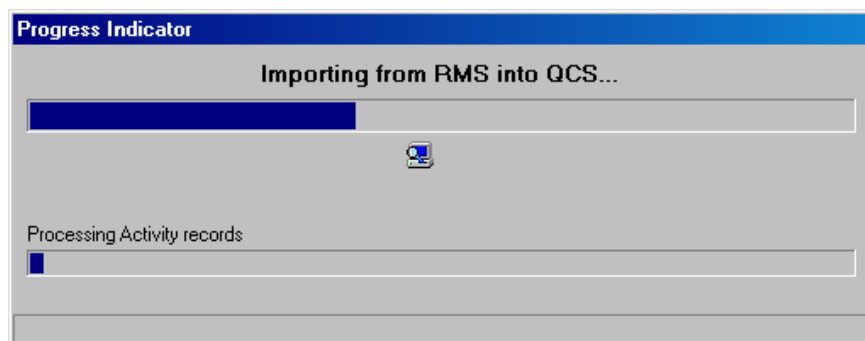 Progress Indicator
Importing from RMS into QCS...
Processing Activity records